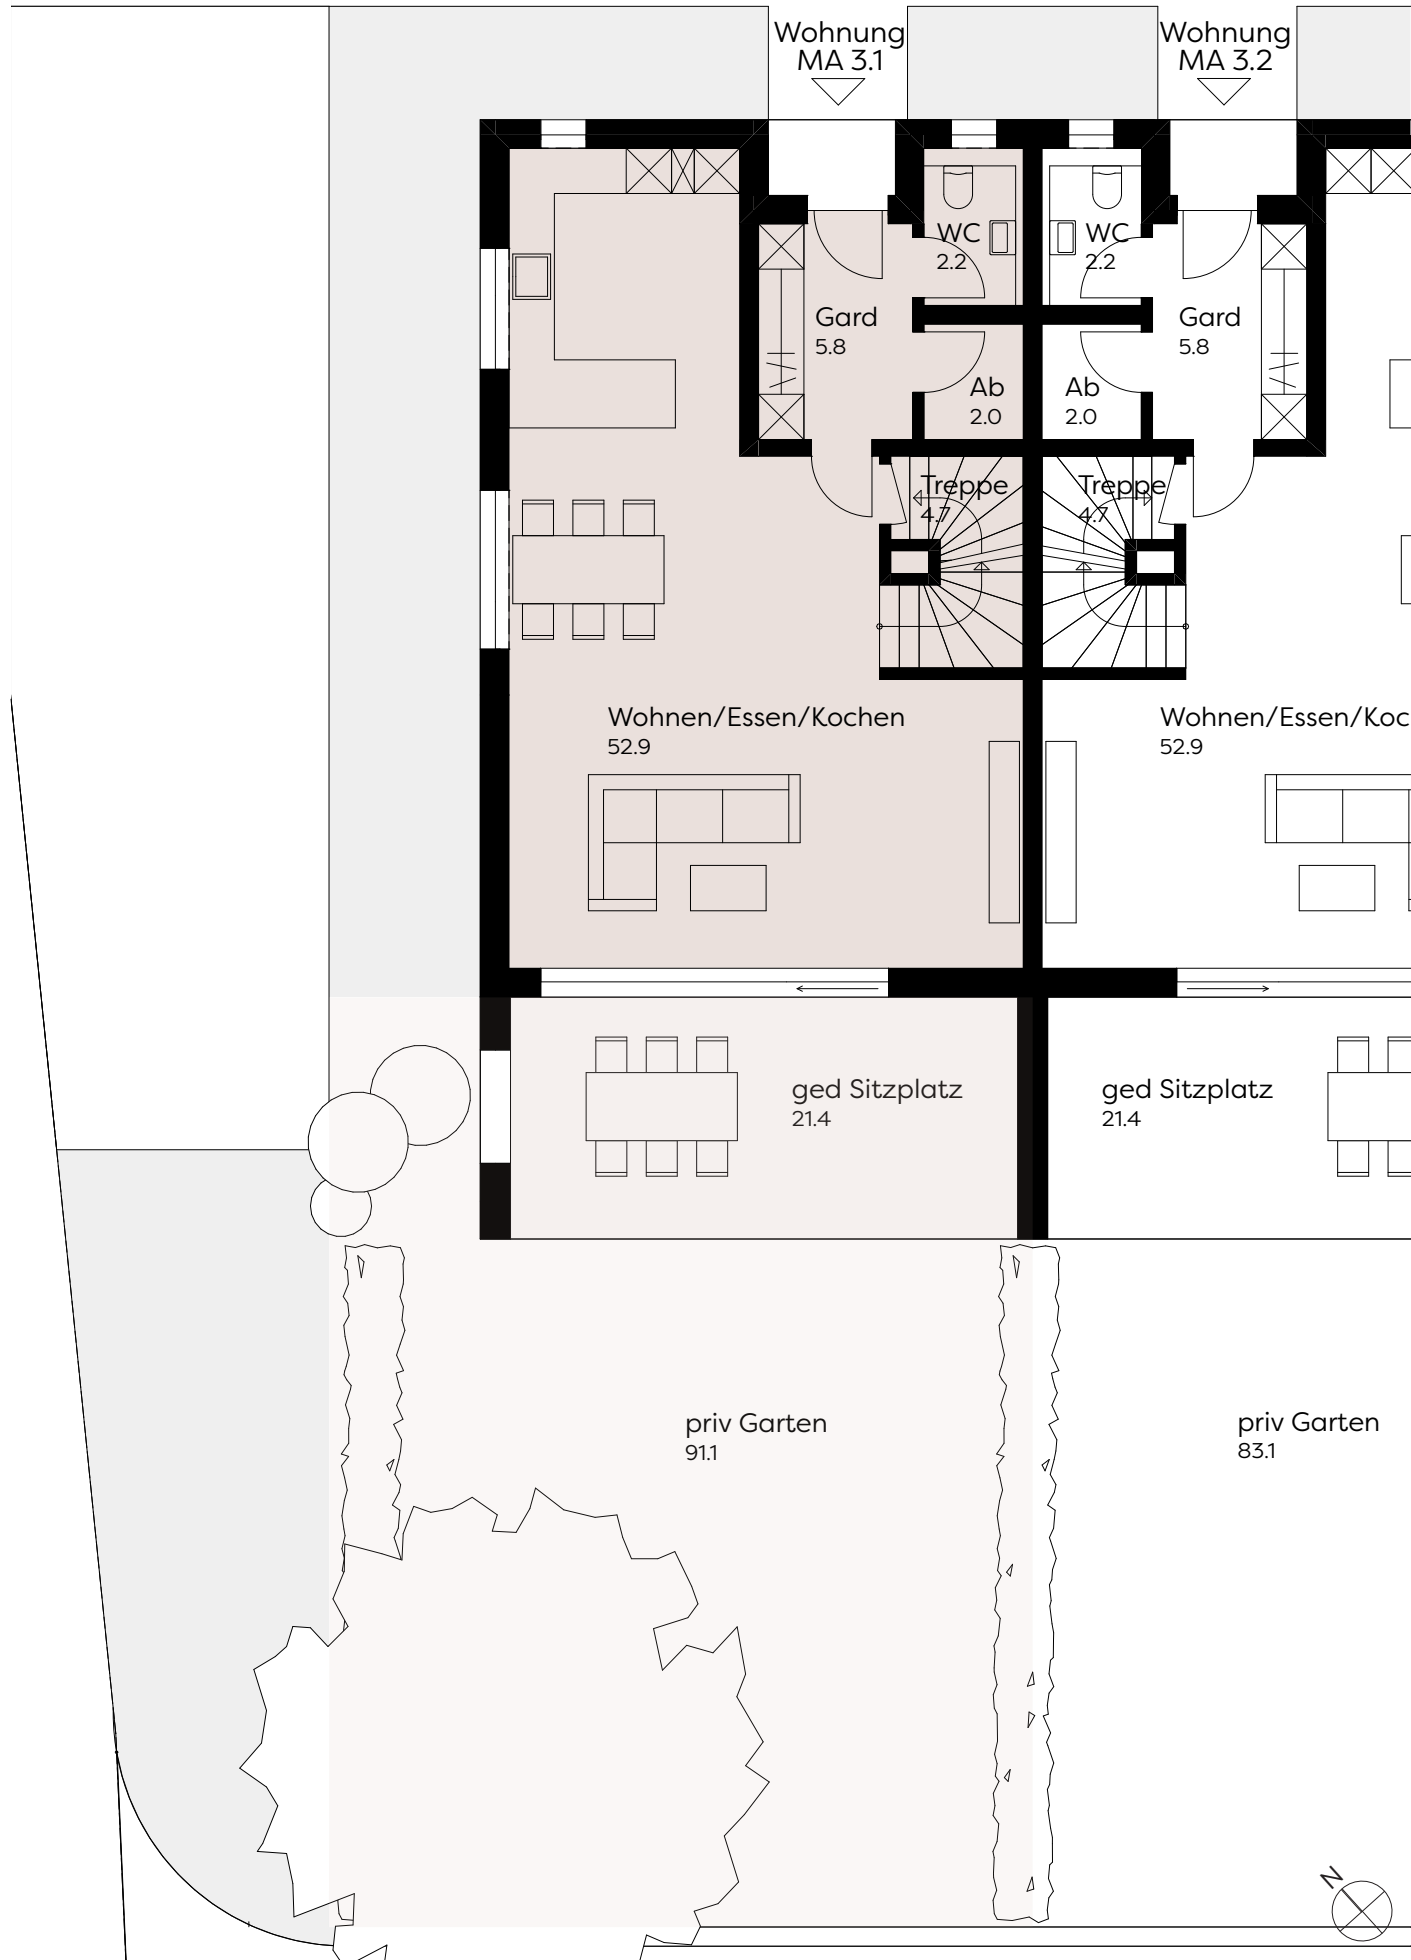 Wohnung
MA 3.1
Wohnung
MA 3.2
WC
2.2
WC
2.2
Gard
5.8
Gard
5.8
Ab
2.0
Ab
2.0
Treppe
4.7
Treppe
4.7
Wohnen/Essen/Kochen
52.9
Wohnen/Essen/Koc
52.9
ged Sitzplatz
21.4
ged Sitzplatz
21.4
priv Garten
91.1
priv Garten
83.1
N